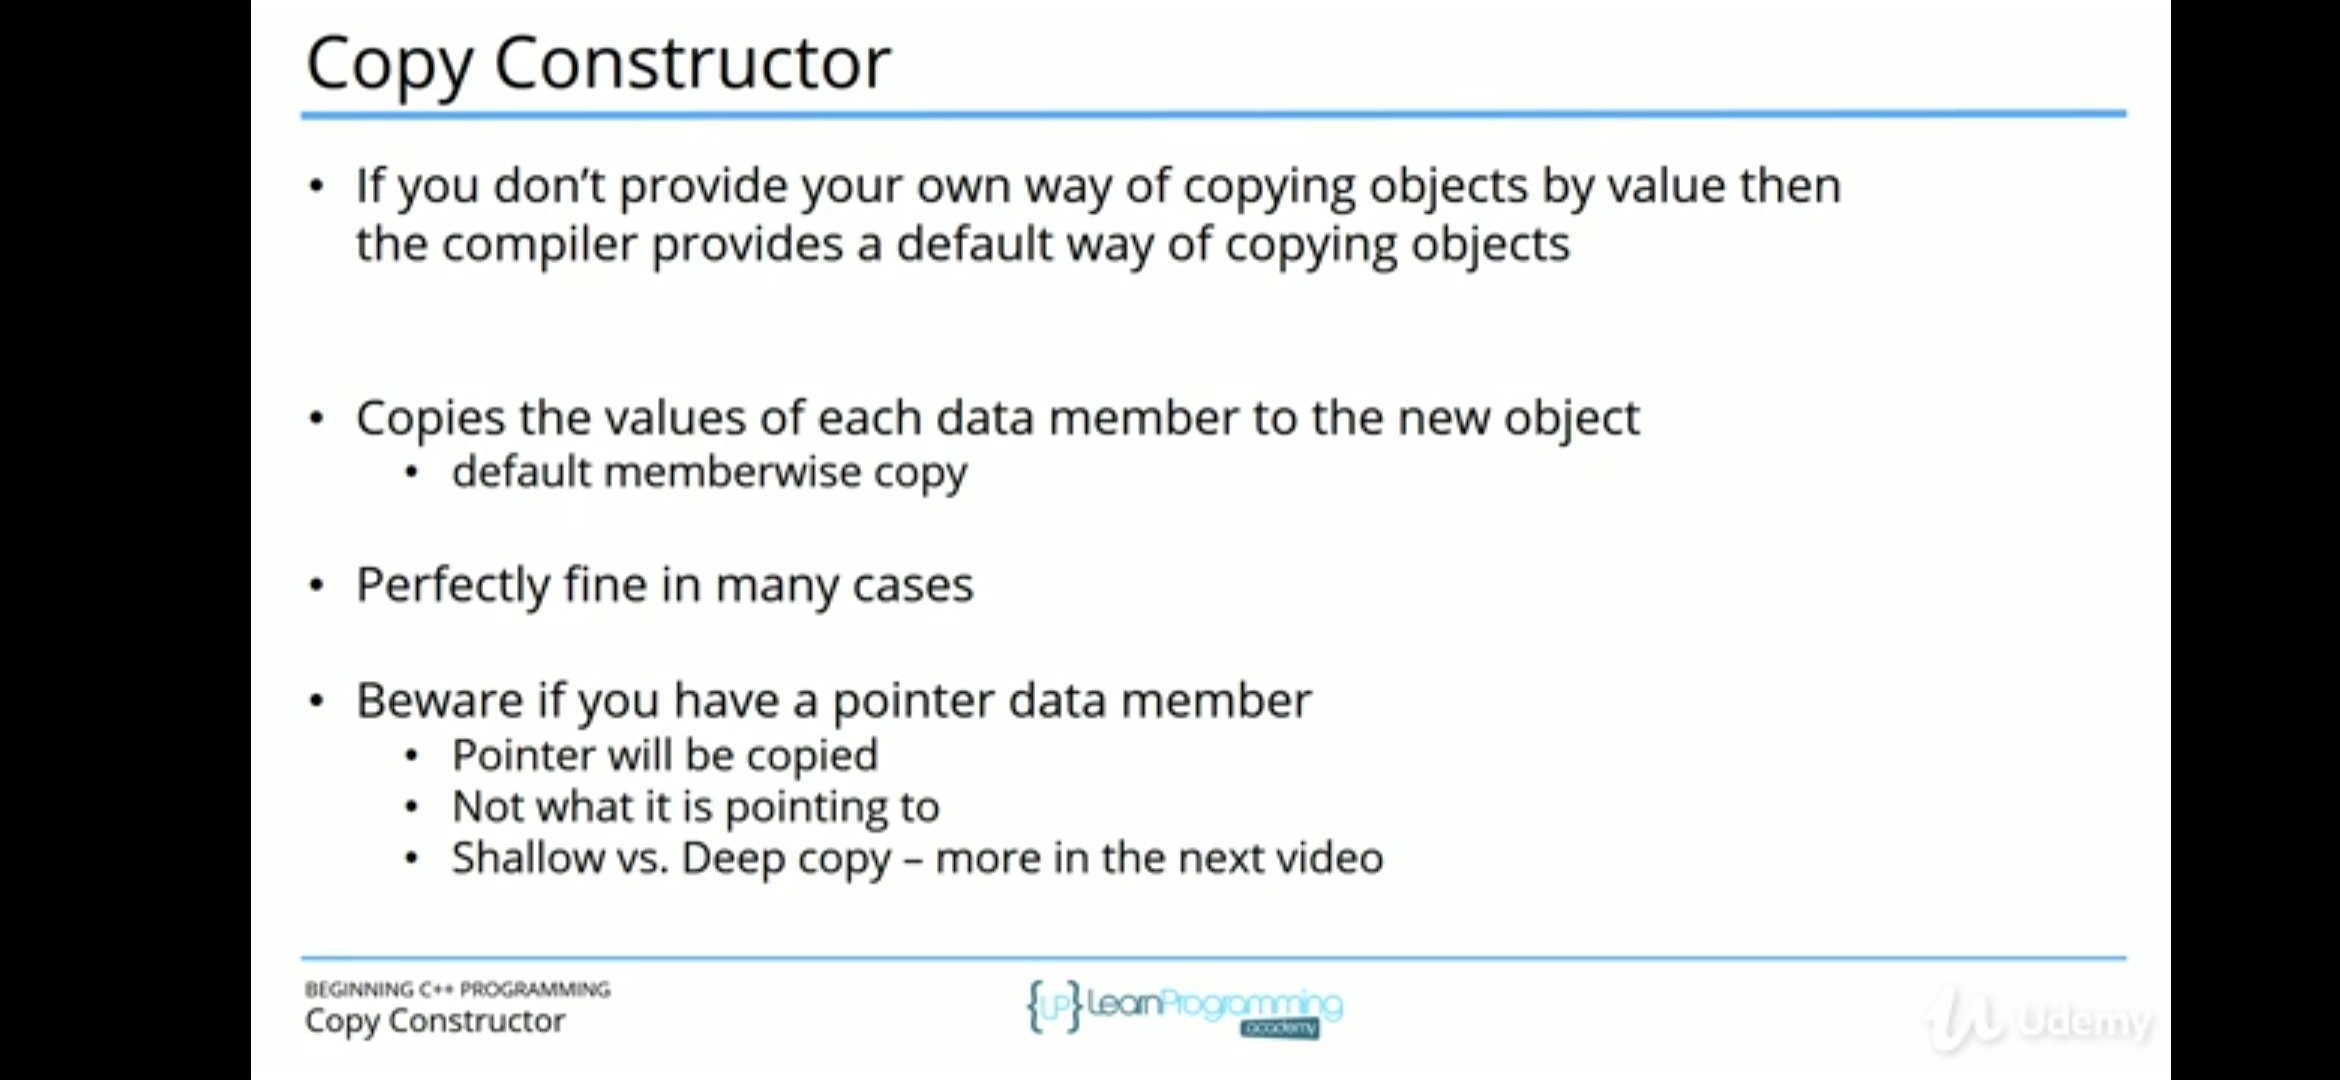 Copy Constructor
• If you don’t provide your own way of copying objects by value then
the compiler provides a default way of copying objects
• Copies the values of each data member to the new object
• default memberwise copy
• Perfectly fine in many cases
• Beware if you have a pointer data member
• Pointer will be copied
• Not what it is pointing to
• Shallow vs. Deep copy – more in the next video
BEGINNING C++ PROGRAMMING
Copy Constructor
{LP} LearnProgramming
academy
Udemy